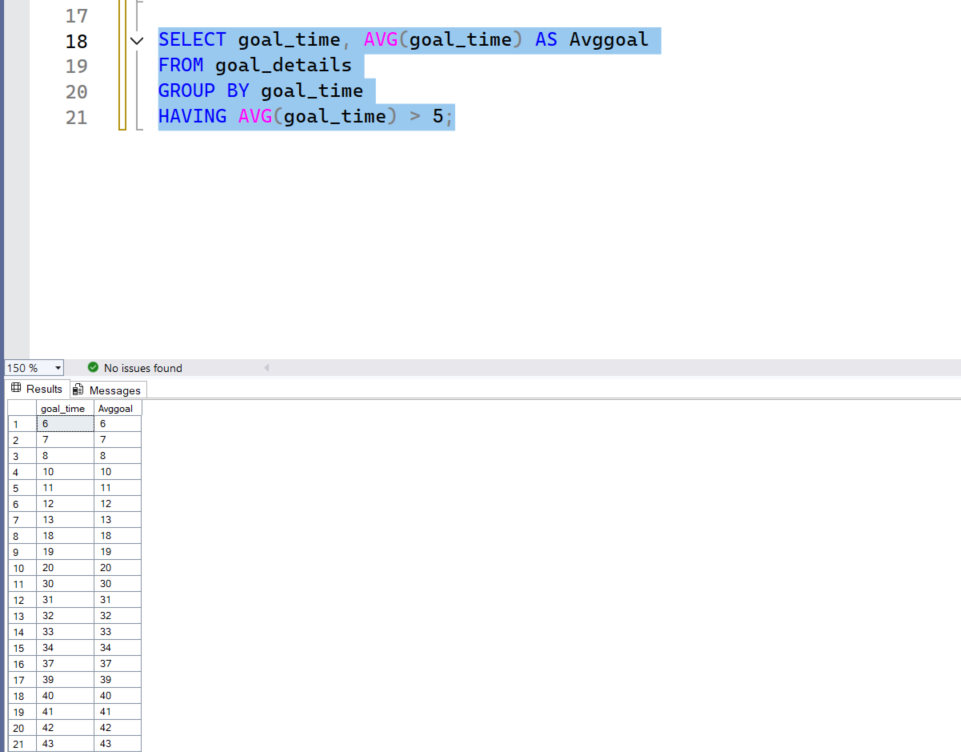 17
18 SELECT goal_time, AVG(goal_time) AS Avggoal
19 FROM goal_details
20 GROUP BY goal_time
21 HAVING AVG(goal_time) > 5;
150 % No issues found
Results Messages
goal_time Avggoal
1 6 6
2 7 7
3 8 8
4 10 10
5 11 11
6 12 12
7 13 13
8 18 18
9 19 19
10 20 20
11 30 30
12 31 31
13 32 32
14 33 33
15 34 34
16 37 37
17 39 39
18 40 40
19 41 41
20 42 42
21 43 43